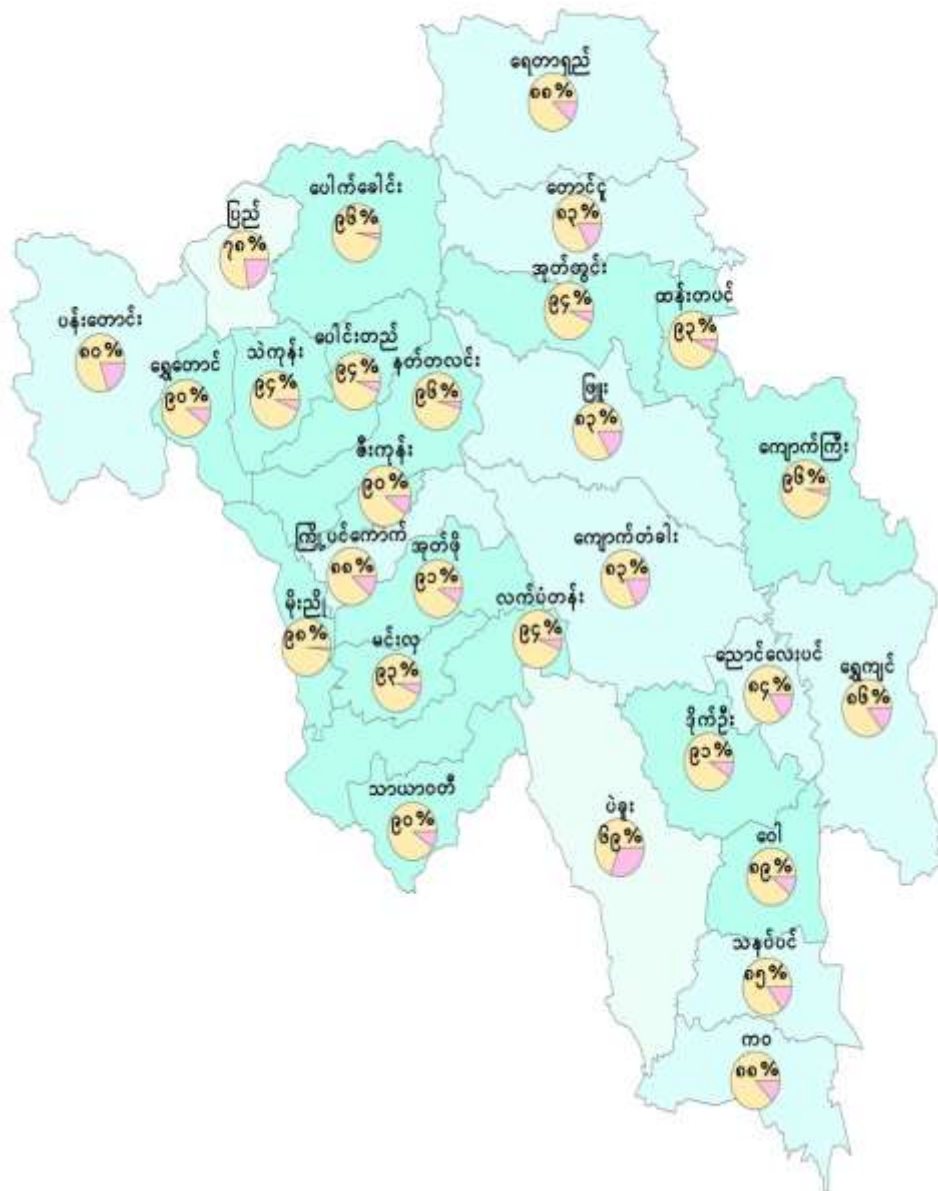 ရေတာရှည်
၈၈%
တောင်ငူ
၈၃%
ပေါက်ခေါင်း
၉၆%
ပြည်
၇၈%
အုတ်တွင်း
၉၄%
ထန်းတပင်
၉၃%
ပန်းတောင်း
၈၀%
ရွှေတောင်
၉၀%
သဲကုန်း
၉၄%
ပေါင်းတည်
၉၄%
နတ်တလင်း
၉၆%
ဖြူး
၈၃%
ကျောက်ကြီး
၉၆%
ဇီးကုန်း
၉၀%
ကြို့ပင်ကောက်
၈၈%
အုတ်ဖို
၉၁%
ကျောက်တံခါး
၈၃%
လက်ပံတန်း
၉၄%
မိုးညို
၉၈%
မင်းလှ
၉၃%
ညောင်လေးပင်
၈၄%
ရွှေကျင်
၈၆%
ဒိုက်ဦး
၉၁%
သာယာဝတီ
၉၀%
ပဲခူး
၆၉%
ဝေါ
၈၉%
သနပ်ပင်
၈၅%
ကဝ
၈၈%